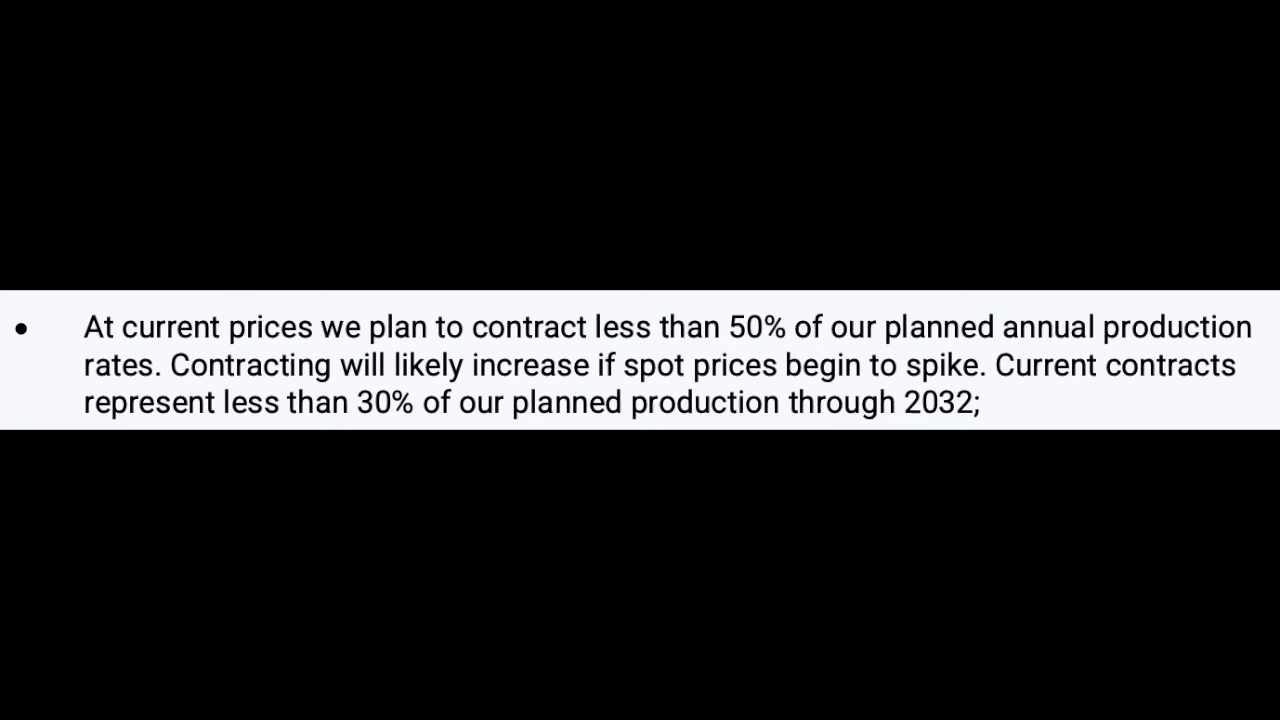 • At current prices we plan to contract less than 50% of our planned annual production
rates. Contracting will likely increase if spot prices begin to spike. Current contracts
represent less than 30% of our planned production through 2032;